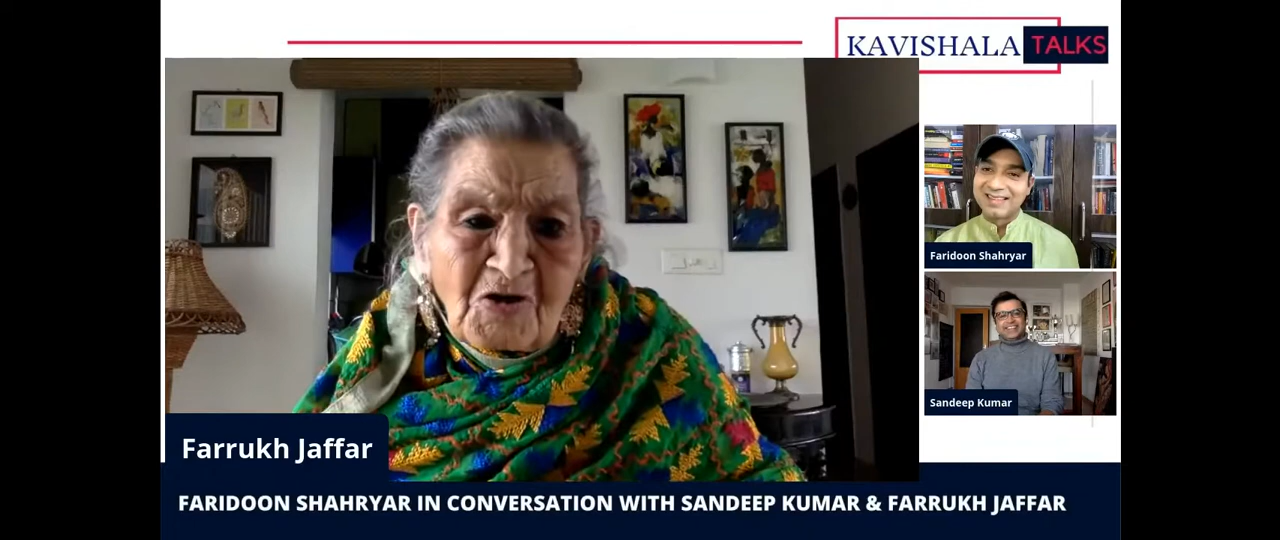 KAVISHALA TALKS
Faridoon Shahryar
Sandeep Kumar
Farrukh Jaffar
FARIDOON SHAHRYAR IN CONVERSATION WITH SANDEEP KUMAR & FARRUKH JAFFAR